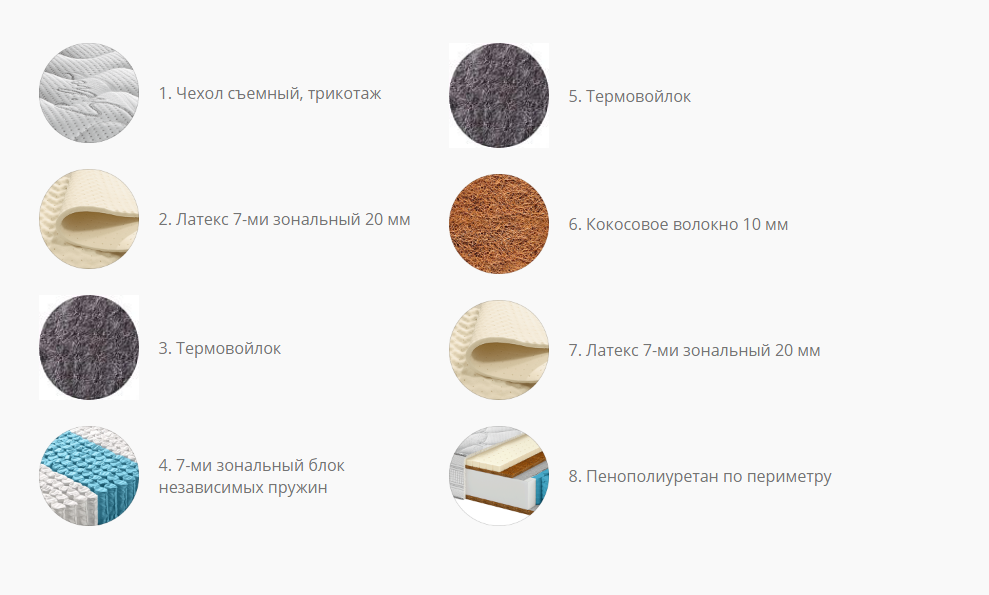 1. Чехол съемный, трикотаж
2. Латекс 7-ми зональный 20 мм
3. Термовойлок
4. 7-ми зональный блок
независимых пружин
5. Термовойлок
6. Кокосовое волокно 10 мм
7. Латекс 7-ми зональный 20 мм
8. Пенополиуретан по периметру